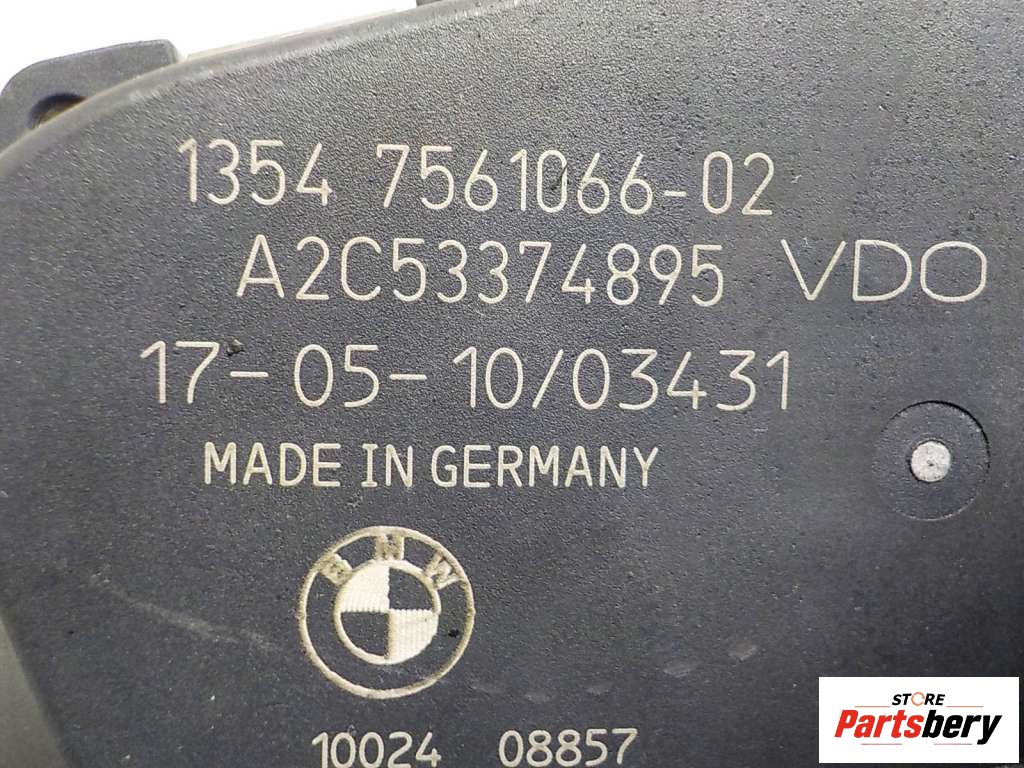 1354 7561066-02
A2C53374895 VDO
17-05-10/03431
MADE IN GERMANY
BMW
10024 08857
STORE
Partsbery